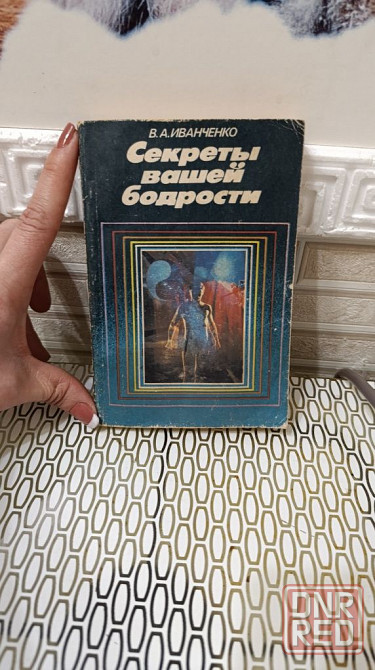 В. А. ИВАНЧЕНКО
Секреты
вашей
бодрости
DNR
RED